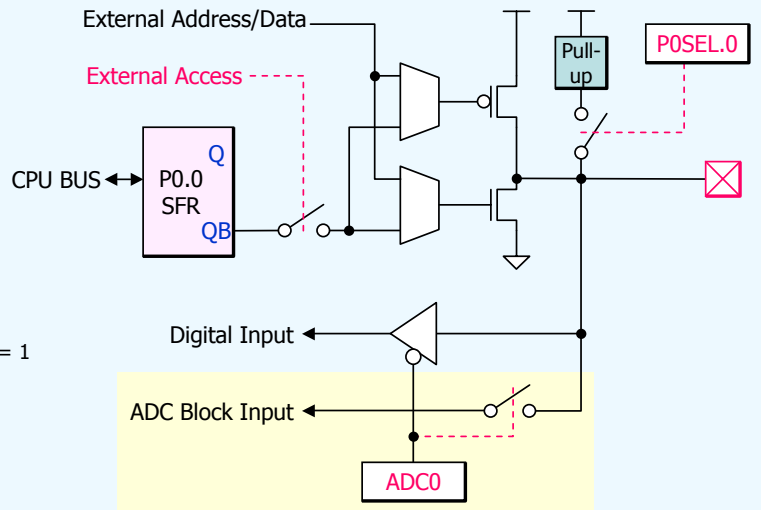 External Address/Data
External Access
Pull-
up
P0SEL.0
CPU BUS
Q
P0.0
SFR
QB
Digital Input
= 1
ADC Block Input
ADC0